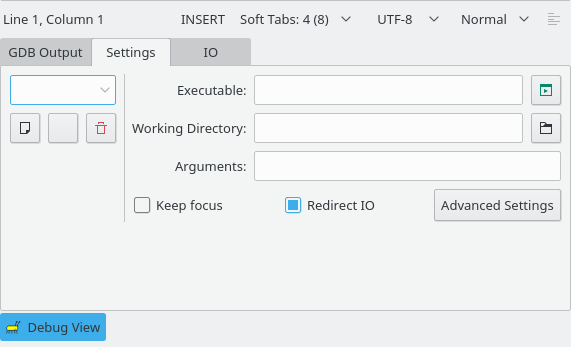 Line 1, Column 1 INSERT Soft Tabs: 4 (8) UTF-8 Normal
GDB Output Settings IO
Executable:
Working Directory:
Arguments:
Keep focus Redirect IO Advanced Settings
Debug View